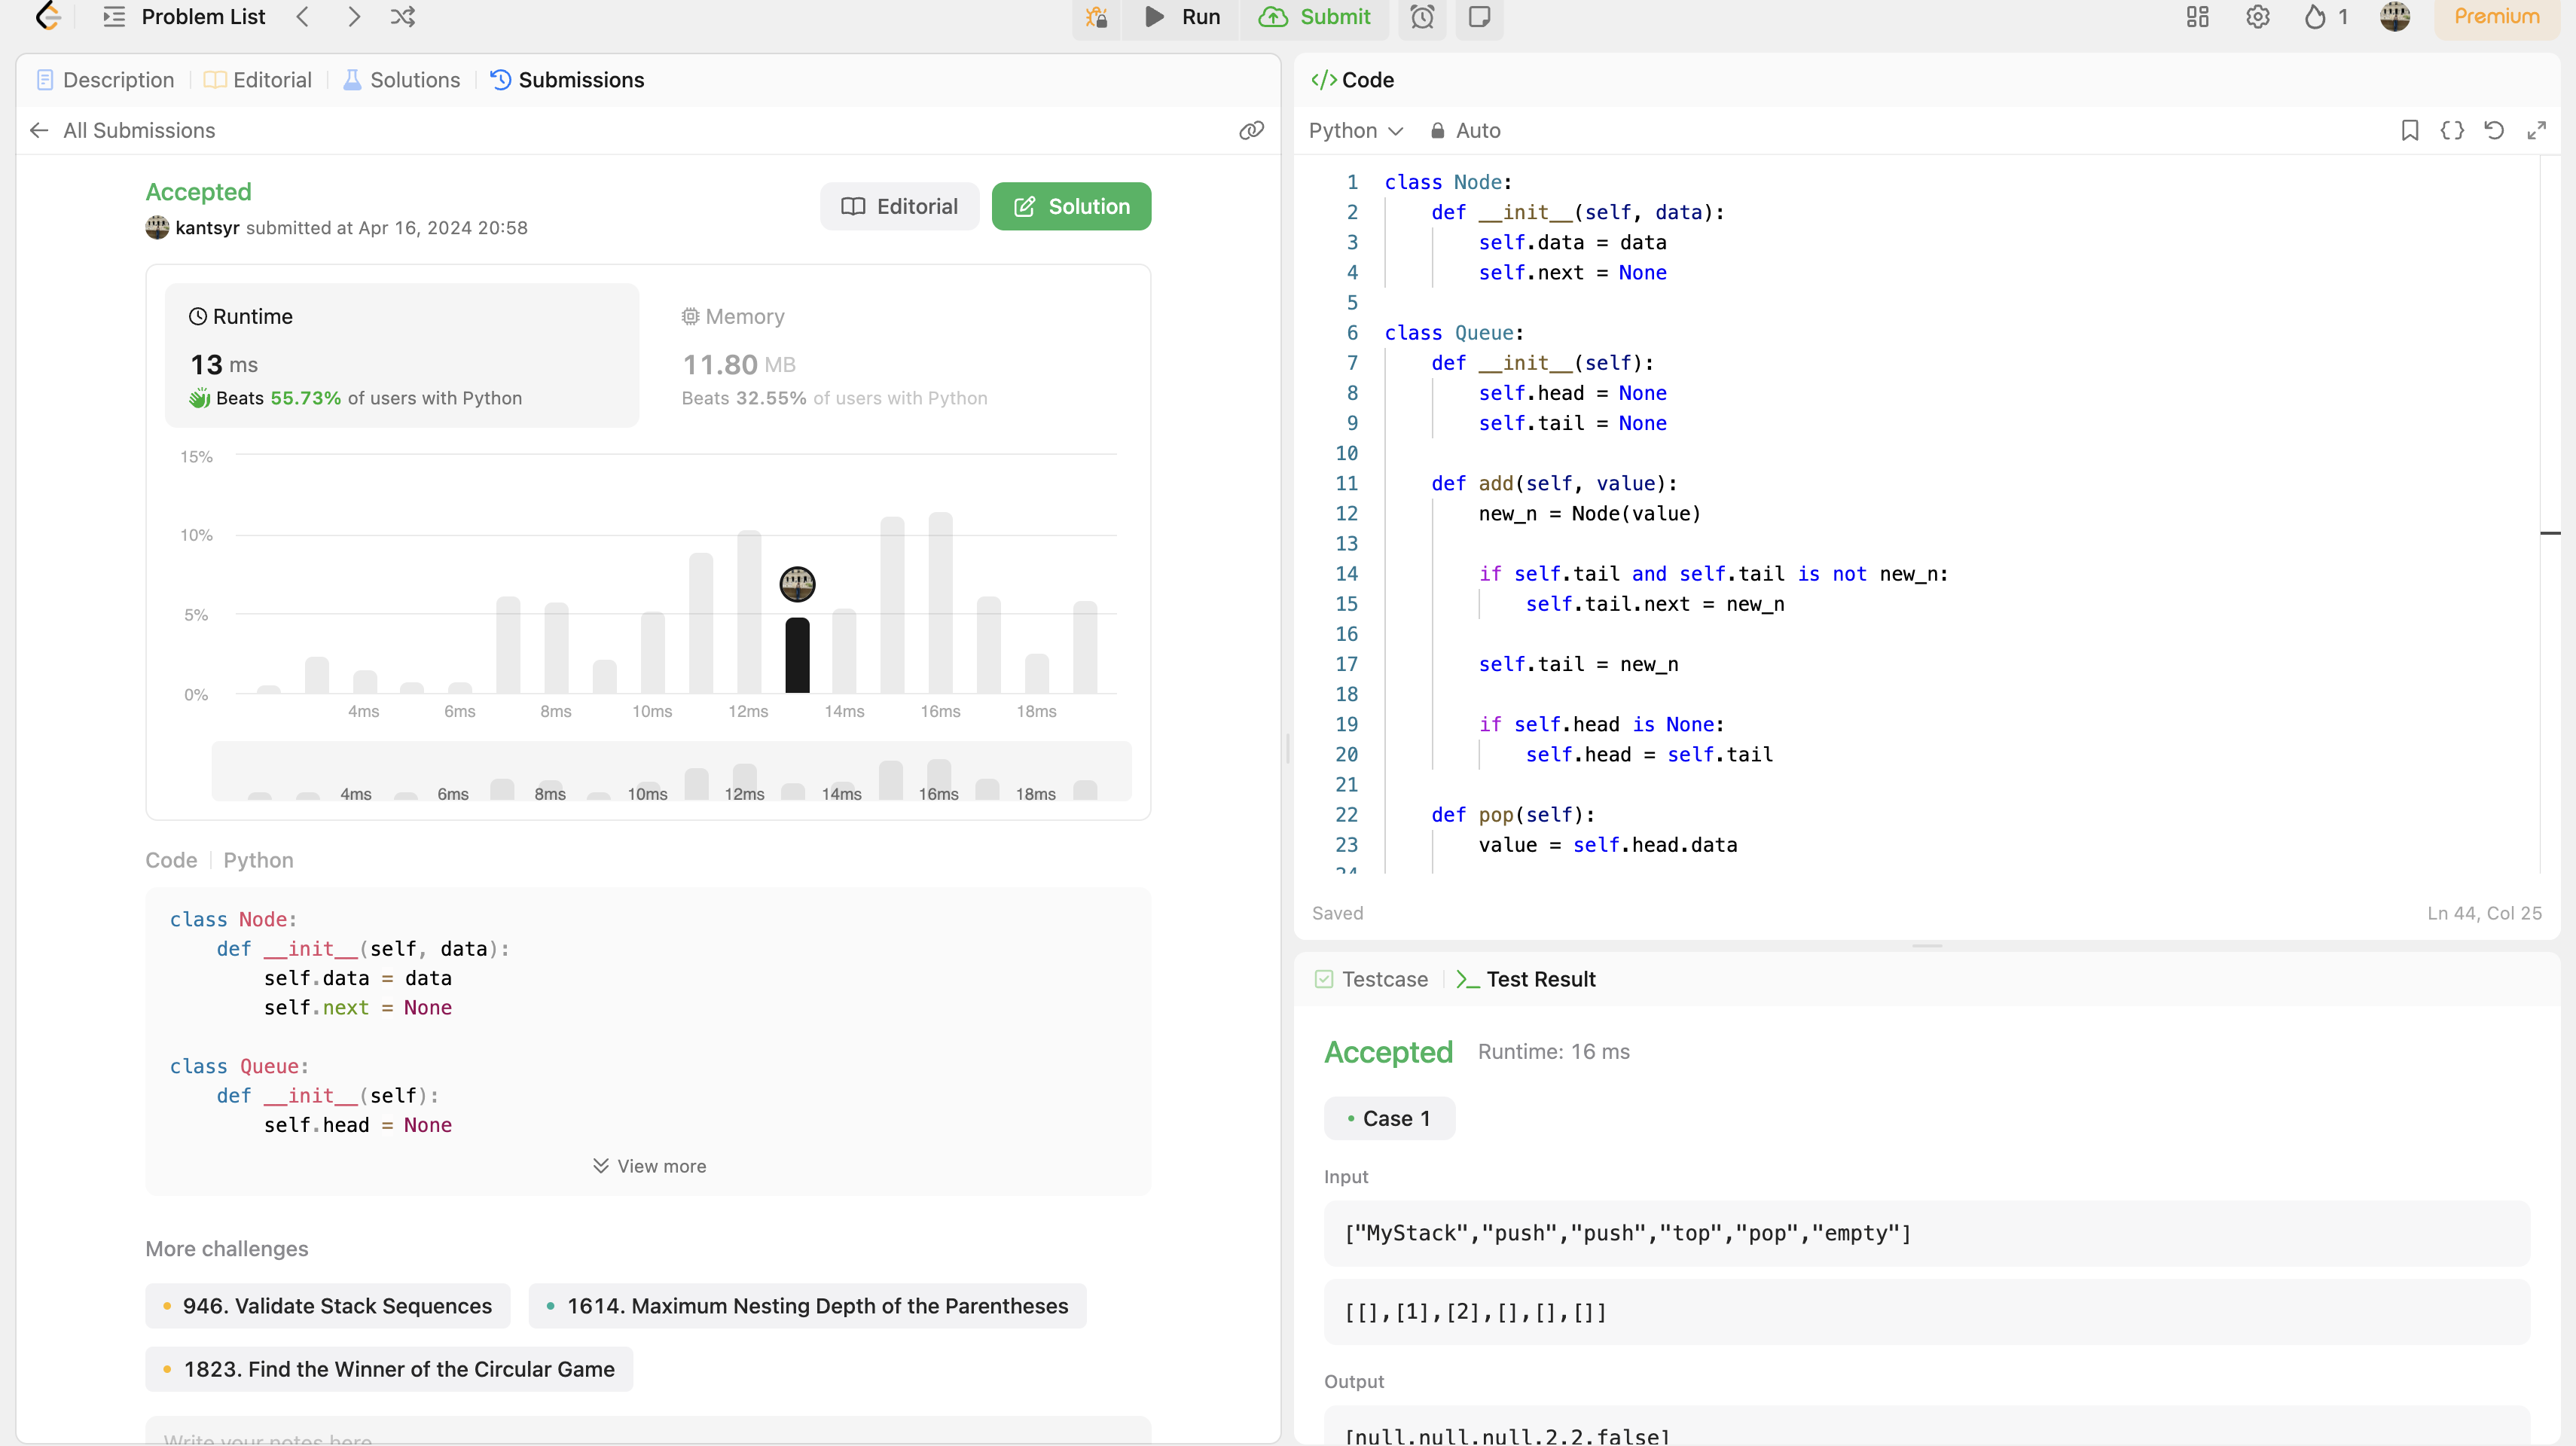 Problem List
Run
Submit
1
Premium
Description
Editorial
Solutions
Submissions
All Submissions
Accepted
kantsyr submitted at Apr 16, 2024 20:58
Editorial
Solution
Runtime
13 ms
Beats 55.73% of users with Python
Memory
11.80 MB
Beats 32.55% of users with Python
15%
10%
5%
0%
4ms 6ms 8ms 10ms 12ms 14ms 16ms 18ms
4ms 6ms 8ms 10ms 12ms 14ms 16ms 18ms
Code
Python
class Node:
    def __init__(self, data):
        self.data = data
        self.next = None
class Queue:
    def __init__(self):
        self.head = None
View more
More challenges
946. Validate Stack Sequences
1614. Maximum Nesting Depth of the Parentheses
1823. Find the Winner of the Circular Game
Write your notes here
Code
Python
Auto
1 class Node:
2     def __init__(self, data):
3         self.data = data
4         self.next = None
5
6 class Queue:
7     def __init__(self):
8         self.head = None
9         self.tail = None
10
11     def add(self, value):
12         new_n = Node(value)
13
14         if self.tail and self.tail is not new_n:
15             self.tail.next = new_n
16
17         self.tail = new_n
18
19         if self.head is None:
20             self.head = self.tail
21
22     def pop(self):
23         value = self.head.data
24
Saved
Ln 44, Col 25
Testcase
Test Result
Accepted
Runtime: 16 ms
Case 1
Input
["MyStack","push","push","top","pop","empty"]
[[],[1],[2],[],[],[]]
Output
[null,null,null,2,2,false]